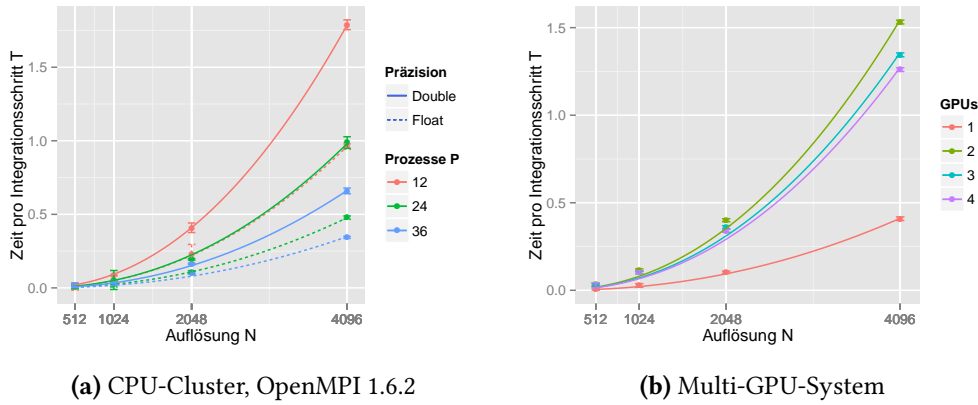 Zeit pro Integrationsschritt T
1.5
1.0
0.5
0.0
512
1024
2048
4096
Auflösung N
Präzision
Double
Float
Prozesse P
12
24
36
(a) CPU-Cluster, OpenMPI 1.6.2
Zeit pro Integrationsschritt T
1.5
1.0
0.5
0.0
512
1024
2048
4096
Auflösung N
GPUs
1
2
3
4
(b) Multi-GPU-System